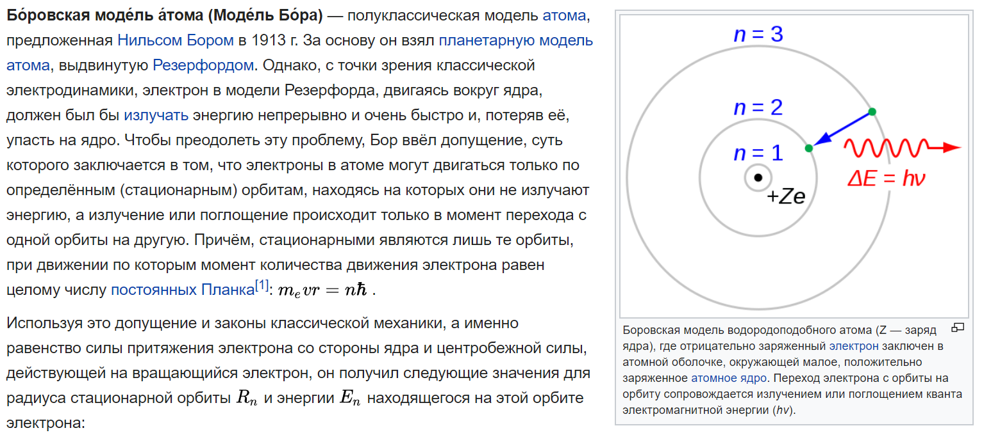 Бо́ровская моде́ль а́тома (Моде́ль Бо́ра) — полуклассическая модель атома,
предложенная Нильсом Бором в 1913 г. За основу он взял планетарную модель
атома, выдвинутую Резерфордом. Однако, с точки зрения классической
электродинамики, электрон в модели Резерфорда, двигаясь вокруг ядра,
должен был бы излучать энергию непрерывно и очень быстро и, потеряв её,
упасть на ядро. Чтобы преодолеть эту проблему, Бор ввёл допущение, суть
которого заключается в том, что электроны в атоме могут двигаться только по
определённым (стационарным) орбитам, находясь на которых они не излучают
энергию, а излучение или поглощение происходит только в момент перехода с
одной орбиты на другую. Причём, стационарными являются лишь те орбиты,
при движении по которым момент количества движения электрона равен
целому числу постоянных Планка[1]: mₑvr = nħ .
Используя это допущение и законы классической механики, а именно
равенство силы притяжения электрона со стороны ядра и центробежной силы,
действующей на вращающийся электрон, он получил следующие значения для
радиуса стационарной орбиты Rₙ и энергии Eₙ находящегося на этой орбите
электрона:
n = 3
n = 2
n = 1
+Ze
ΔE = hν
Боровская модель водородоподобного атома (Z — заряд
ядра), где отрицательно заряженный электрон заключен в
атомной оболочке, окружающей малое, положительно
заряженное атомное ядро. Переход электрона с орбиты на
орбиту сопровождается излучением или поглощением кванта
электромагнитной энергии (hν).